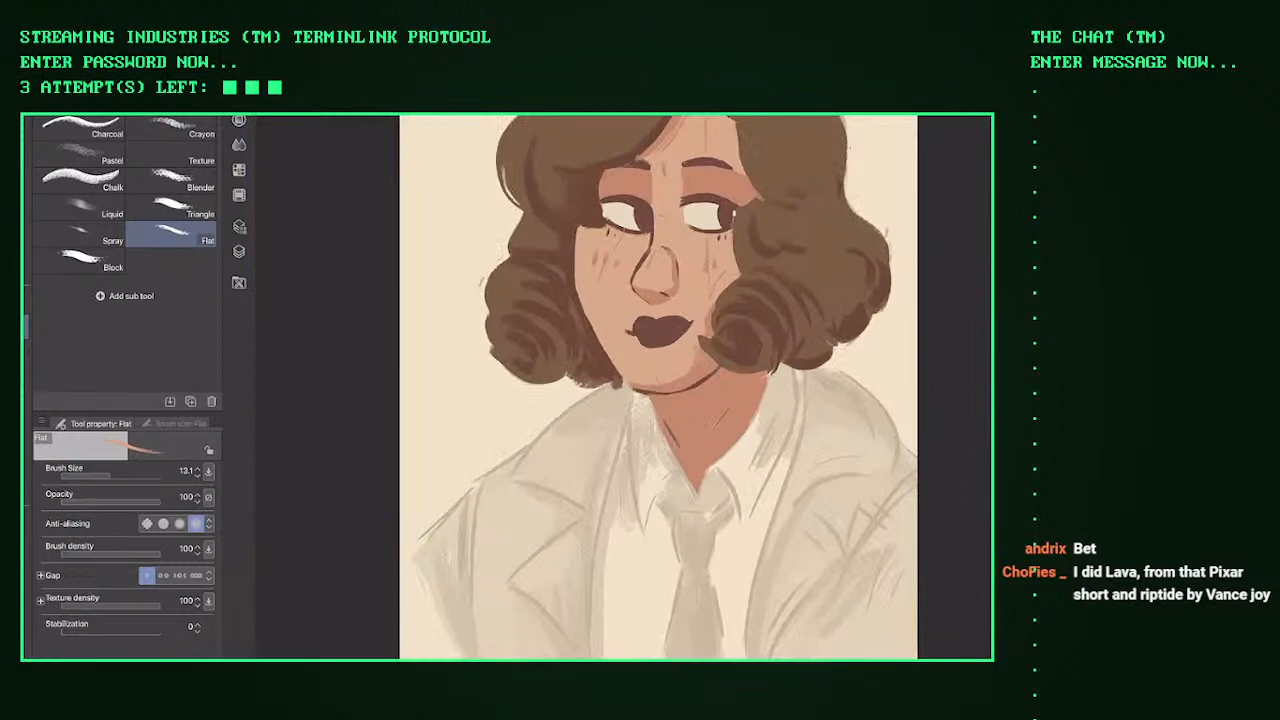 STREAMING INDUSTRIES (TM) TERMINLINK PROTOCOL
ENTER PASSWORD NOW...
3 ATTEMPT(S) LEFT:
THE CHAT (TM)
ENTER MESSAGE NOW...
Charcoal Crayon
Pastel Texture
Chalk Blender
Liquid Triangle
Spray Flat
Block
Add sub tool
Tool property: Flat Brush size: Flat
Flat
Brush Size 13.1
Opacity 100
Anti-aliasing
Brush density 100
Gap
Texture density 100
Stabilization 0
ahdrix Bet
ChoPies_ I did Lava, from that Pixar
short and riptide by Vance joy